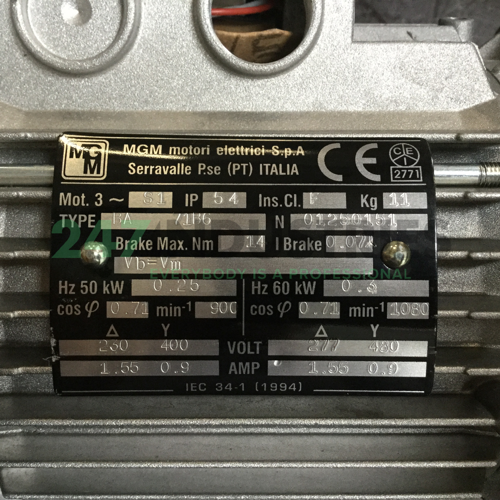 MGM
MGM motori elettrici S.p.A
Serravalle P.se (PT) ITALIA
CE
CEI
2771
Mot. 3 ~ S1 IP 54 Ins.Cl. F Kg 11
TYPE BA 71B6 N
Brake Max. Nm 14 I Brake
Vb=Vm
247
EVERYBODY IS A PROFESSIONAL
Hz 50 kW 0.25 Hz 60 kW 0.3
cos φ 0.71 min-1 900 cos φ 0.71 min-1 1080
Δ Y Δ Y
230 400 VOLT 277 480
1.55 0.9 AMP 1.55 0.9
IEC 34-1 (1994)